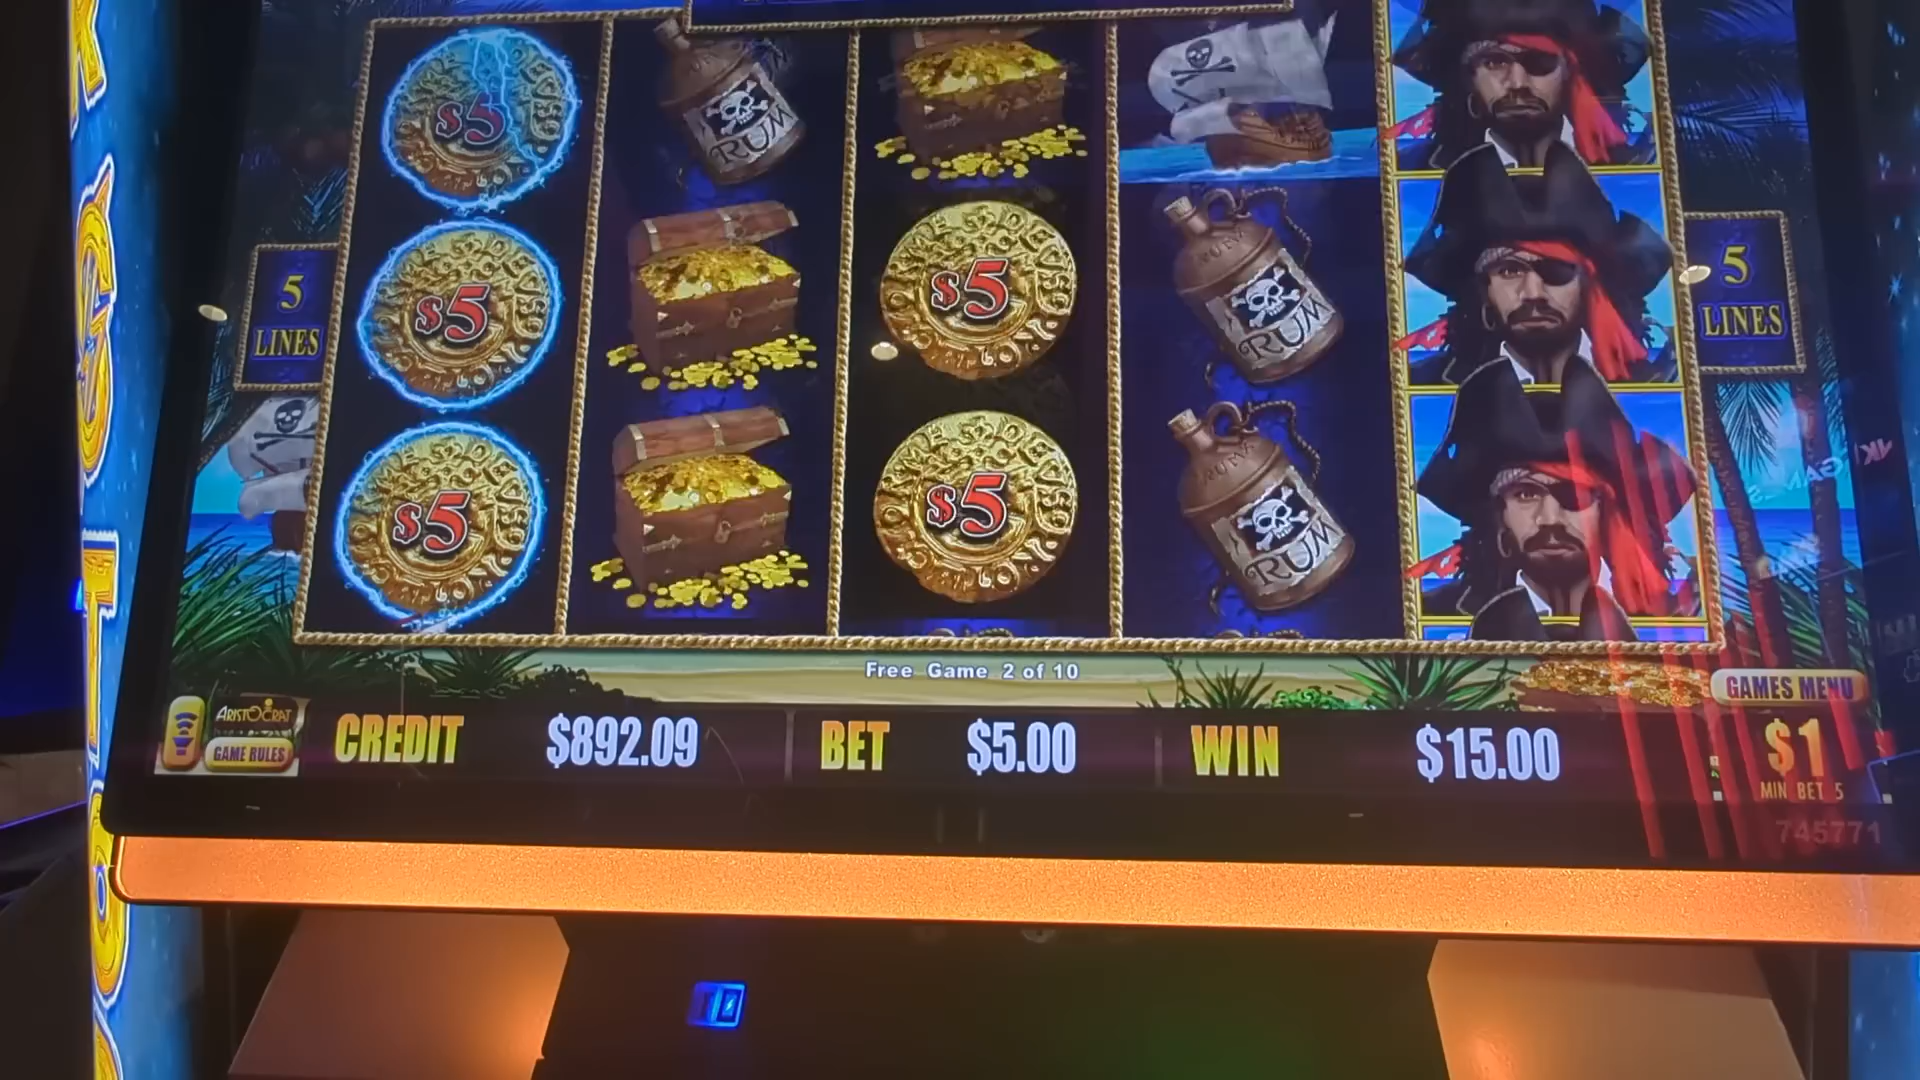 $5
RUM
$5
$5
RUM
5
LINES
5
LINES
$5
$5
RUM
Free Game 2 of 10
GAMES MENU
ARISTOCRAT
GAME RULES
CREDIT $892.09 BET $5.00 WIN $15.00
$1
MIN BET 5
745771